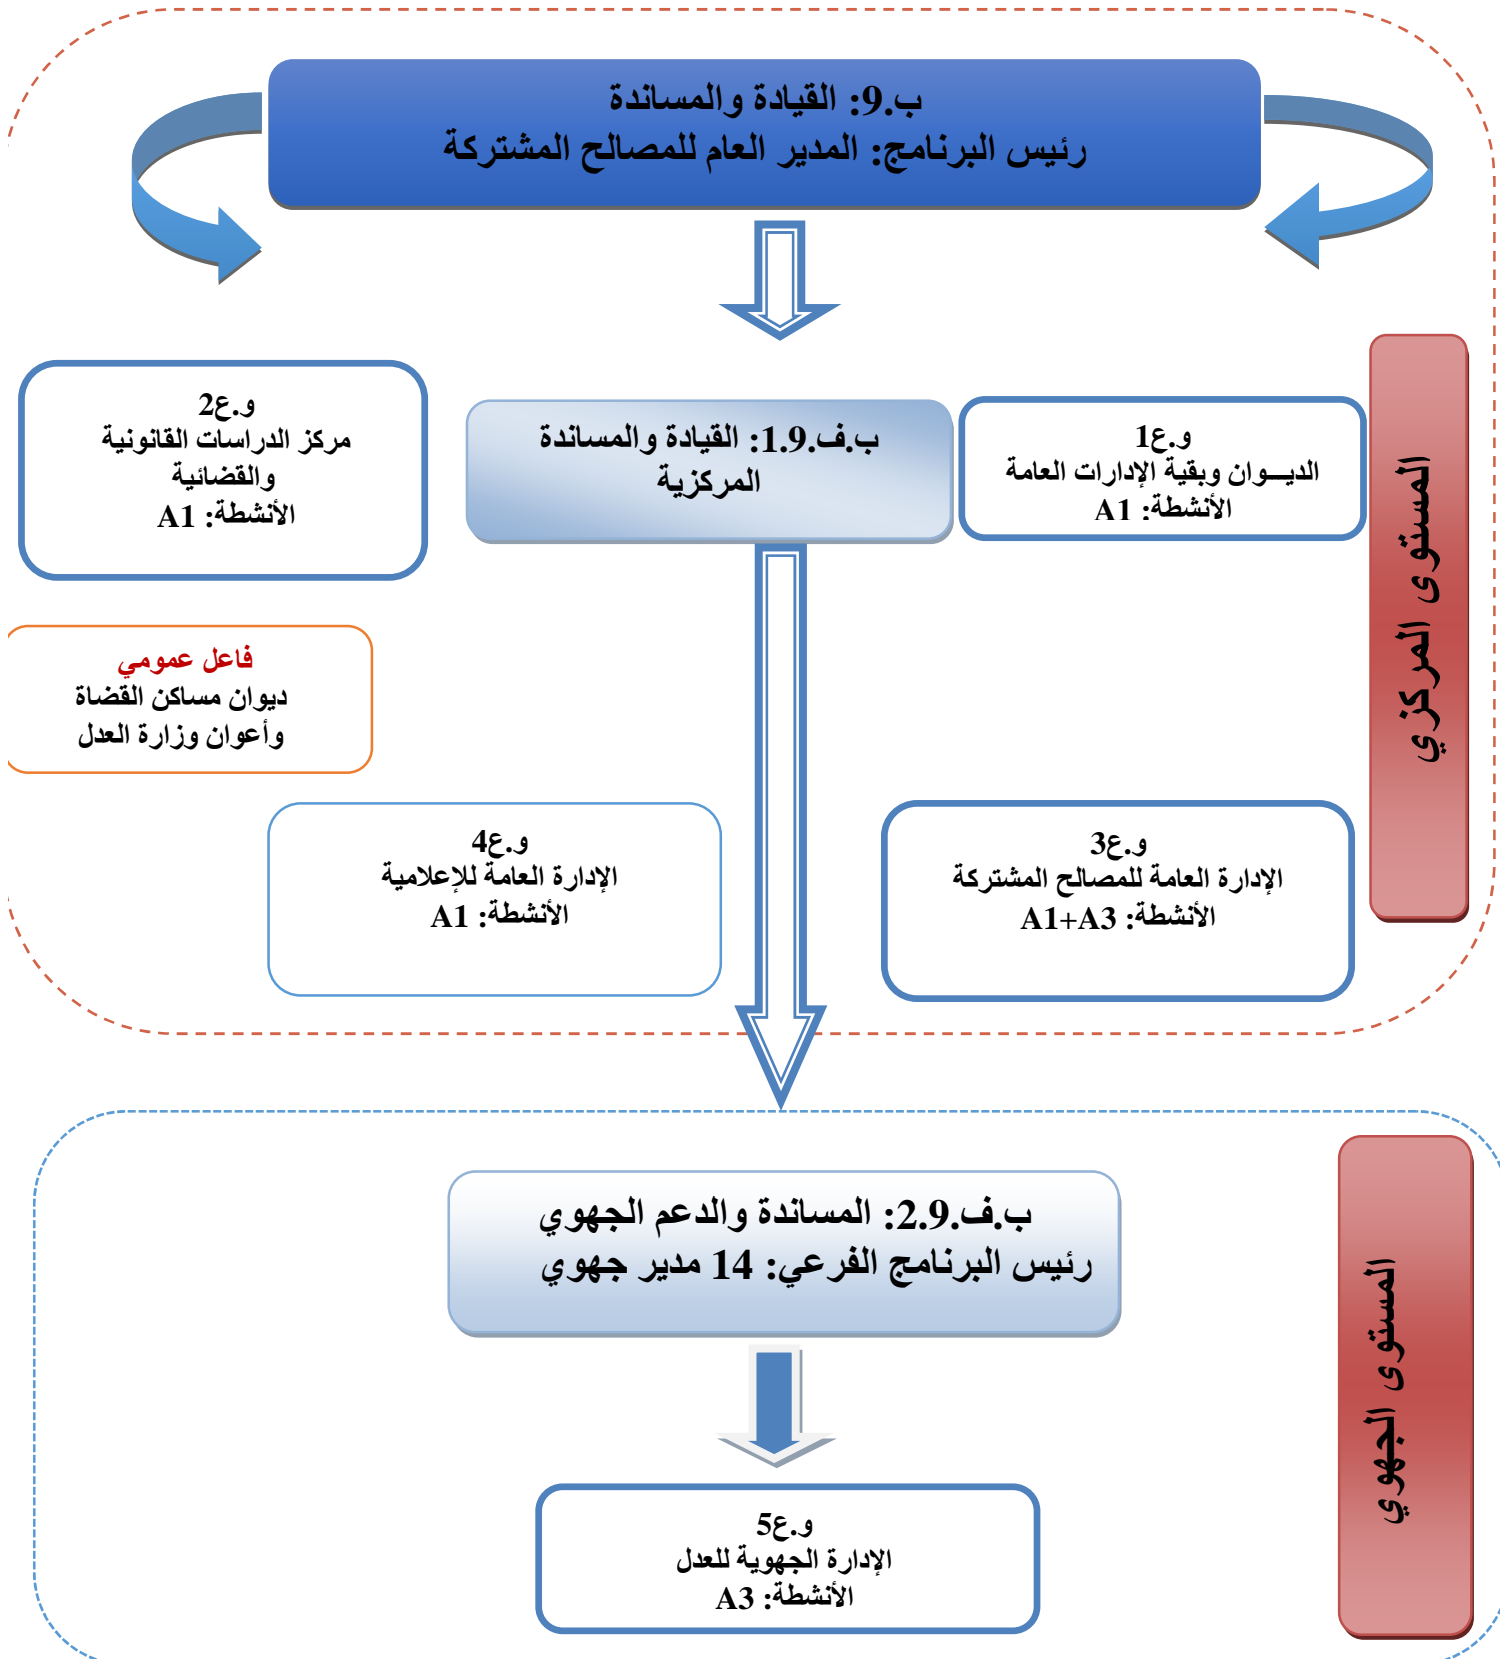 ب.9: القيادة والمساندة
رئيس البرنامج: المدير العام للمصالح المشتركة
المستوى المركزي
و.ع1
الديـــوان وبقية الإدارات العامة
الأنشطة: A1
ب.ف.1.9: القيادة والمساندة
المركزية
و.ع2
مركز الدراسات القانونية
والقضائية
الأنشطة: A1
فاعل عمومي
ديوان مساكن القضاة
وأعوان وزارة العدل
و.ع3
الإدارة العامة للمصالح المشتركة
الأنشطة: A1+A3
و.ع4
الإدارة العامة للإعلامية
الأنشطة: A1
المستوى الجهوي
ب.ف.2.9: المساندة والدعم الجهوي
رئيس البرنامج الفرعي: 14 مدير جهوي
و.ع5
الإدارة الجهوية للعدل
الأنشطة: A3